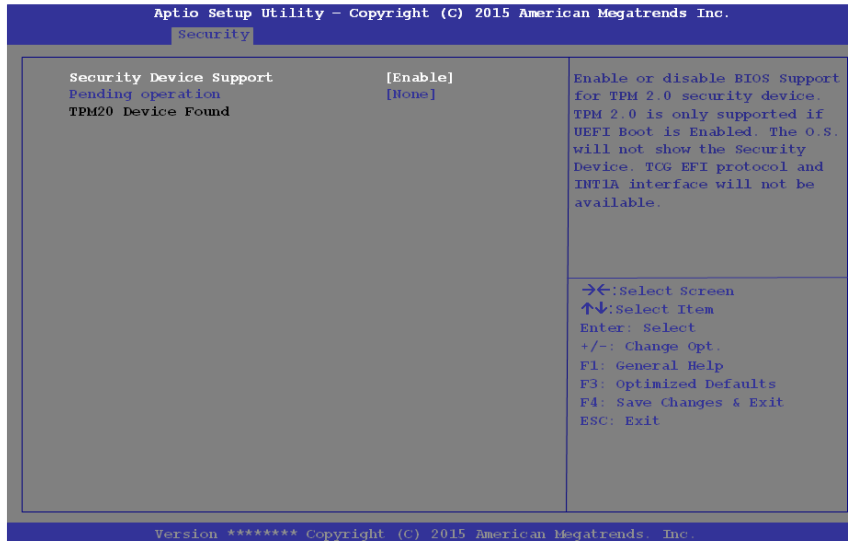 Aptio Setup Utility – Copyright (C) 2015 American Megatrends Inc.
Security
Security Device Support [Enable]
Pending operation [None]
TPM20 Device Found
Enable or disable BIOS Support
for TPM 2.0 security device.
TPM 2.0 is only supported if
UEFI Boot is Enabled. The O.S.
will not show the Security
Device. TCG EFI protocol and
INT1A interface will not be
available.
→←:Select Screen
↑↓:Select Item
Enter: Select
+/-: Change Opt.
F1: General Help
F3: Optimized Defaults
F4: Save Changes & Exit
ESC: Exit
Version ******** Copyright (C) 2015 American Megatrends. Inc.